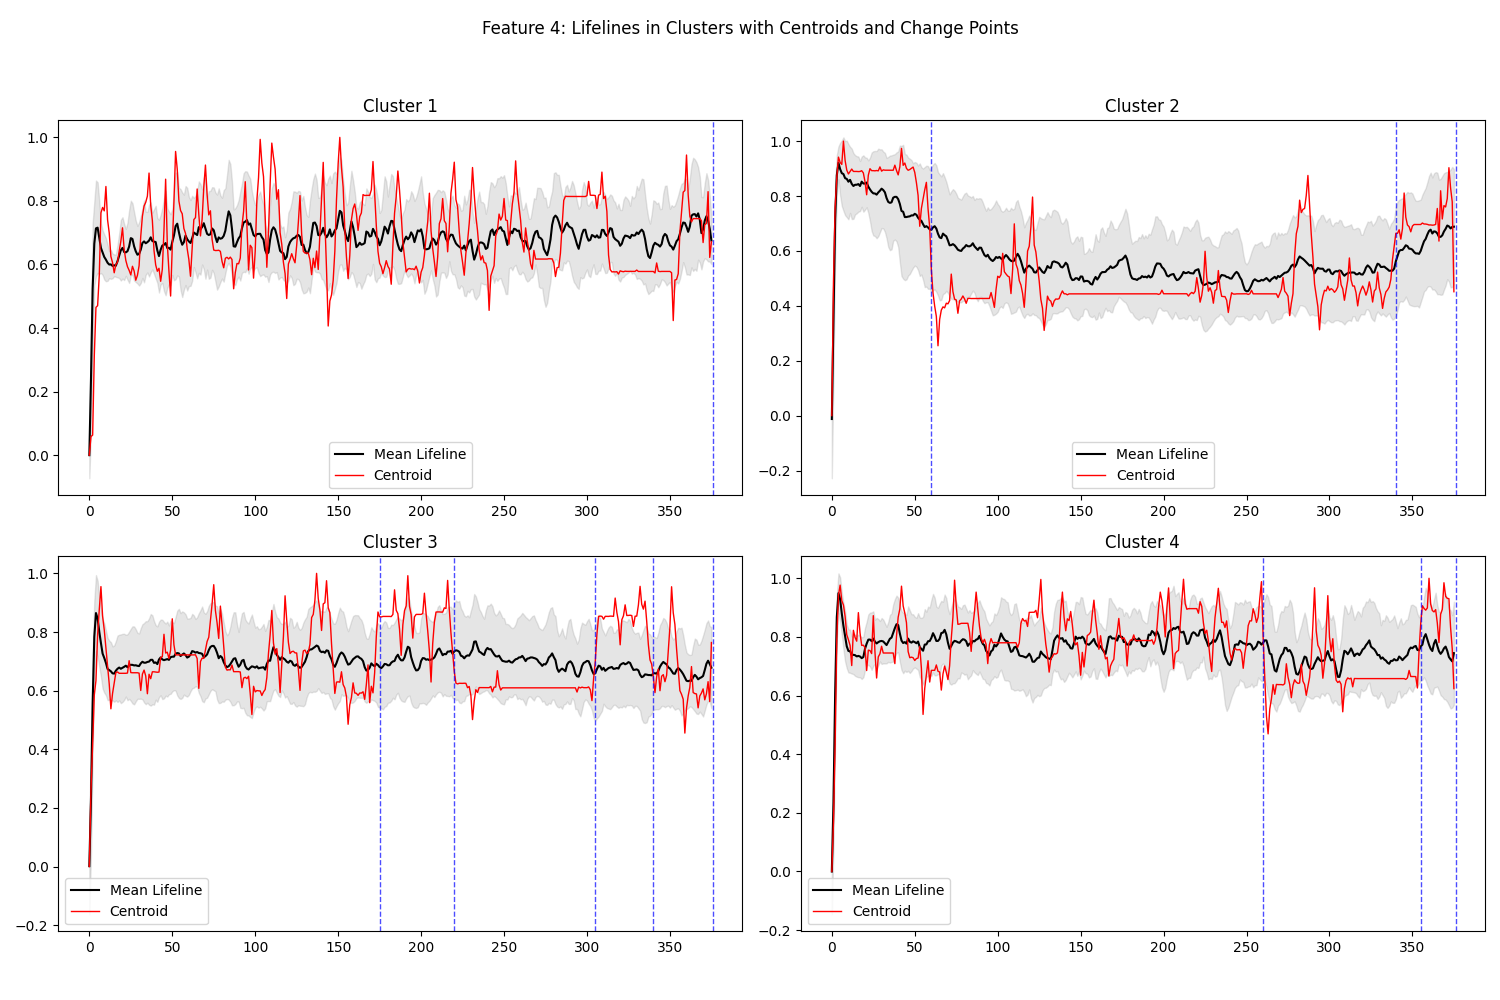 Feature 4: Lifelines in Clusters with Centroids and Change Points
Cluster 1
1.0
0.8
0.6
0.4
0.2
0.0
Mean Lifeline
Centroid
0 50 100 150 200 250 300 350
Cluster 2
1.0
0.8
0.6
0.4
0.2
0.0
−0.2
Mean Lifeline
Centroid
0 50 100 150 200 250 300 350
Cluster 3
1.0
0.8
0.6
0.4
0.2
0.0
−0.2
Mean Lifeline
Centroid
0 50 100 150 200 250 300 350
Cluster 4
1.0
0.8
0.6
0.4
0.2
0.0
−0.2
Mean Lifeline
Centroid
0 50 100 150 200 250 300 350